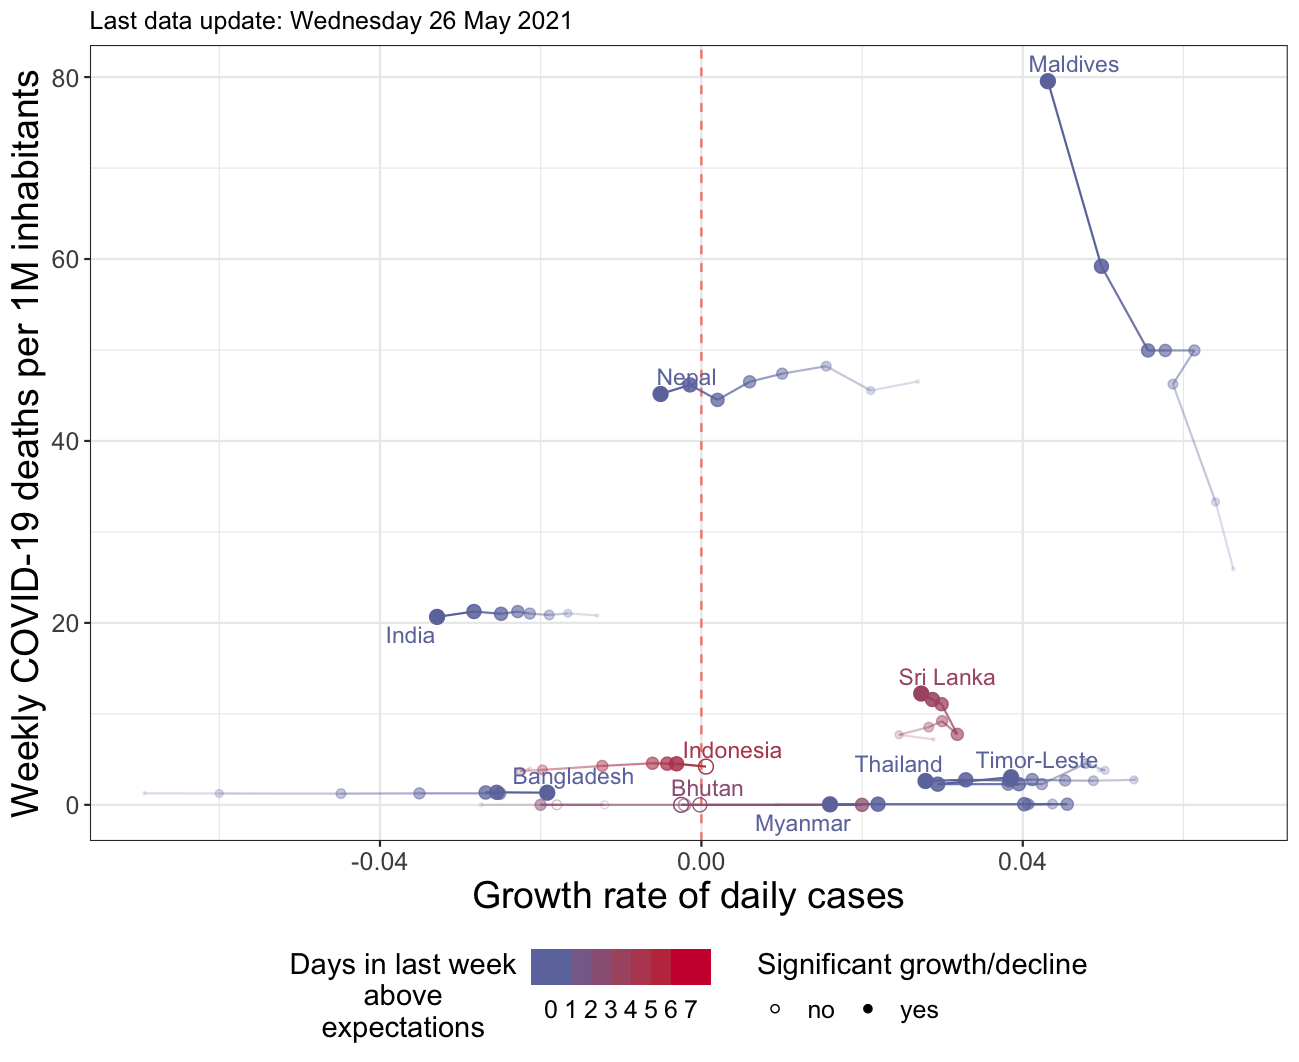 Last data update: Wednesday 26 May 2021
Weekly COVID-19 deaths per 1M inhabitants
80
60
40
20
0
Maldives
Nepal
India
Sri Lanka
Indonesia
Thailand
Timor-Leste
Bangladesh
Bhutan
Myanmar
-0.04
0.00
0.04
Growth rate of daily cases
Days in last week
above
expectations
0 1 2 3 4 5 6 7
Significant growth/decline
no
yes